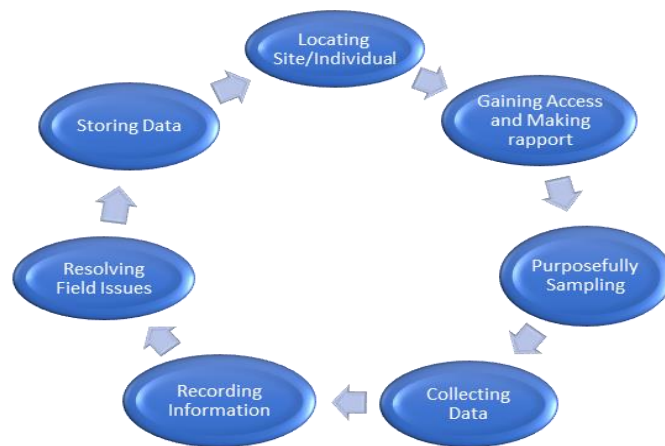 Locating
Site/Individual
Gaining Access
and Making
rapport
Purposefully
Sampling
Collecting
Data
Recording
Information
Resolving
Field Issues
Storing Data